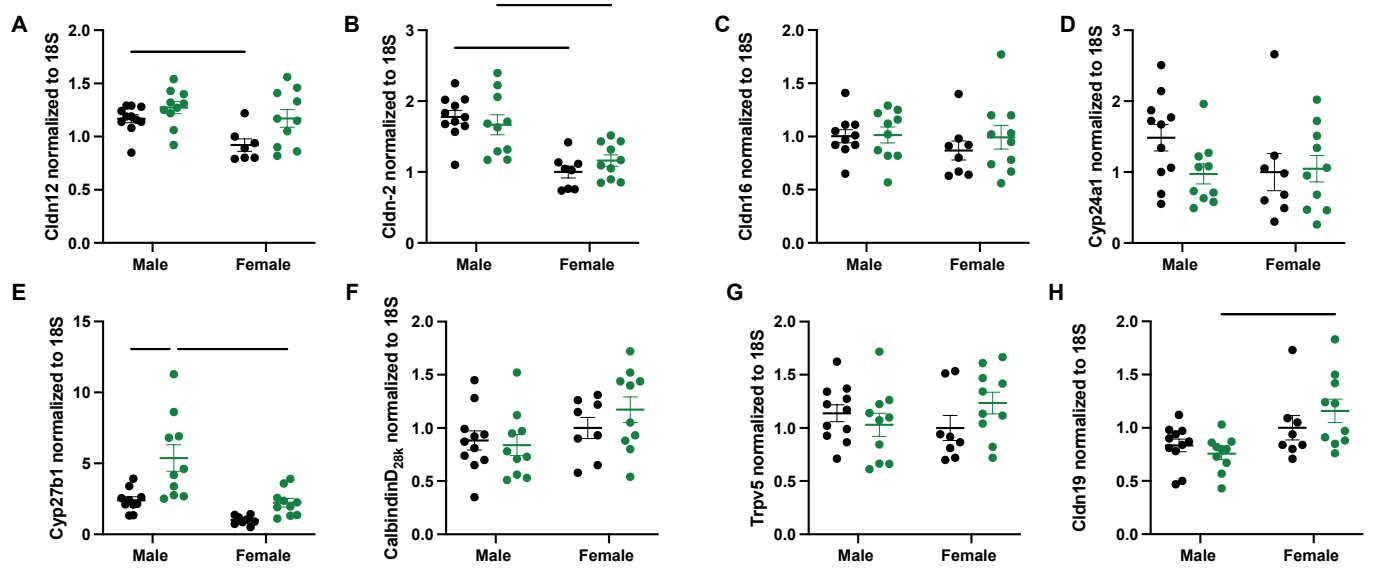 A
Cldn12 normalized to 18S
2.0
1.5
1.0
0.5
0.0
Male
Female
B
Cldn-2 normalized to 18S
3
2
1
0
Male
Female
C
Cldn16 normalized to 18S
2.0
1.5
1.0
0.5
0.0
Male
Female
D
Cyp24a1 normalized to 18S
3
2
1
0
Male
Female
E
Cyp27b1 normalized to 18S
15
10
5
0
Male
Female
F
CalbindinD28k normalized to 18S
2.0
1.5
1.0
0.5
0.0
Male
Female
G
Trpv5 normalized to 18S
2.0
1.5
1.0
0.5
0.0
Male
Female
H
Cldn19 normalized to 18S
2.0
1.5
1.0
0.5
0.0
Male
Female